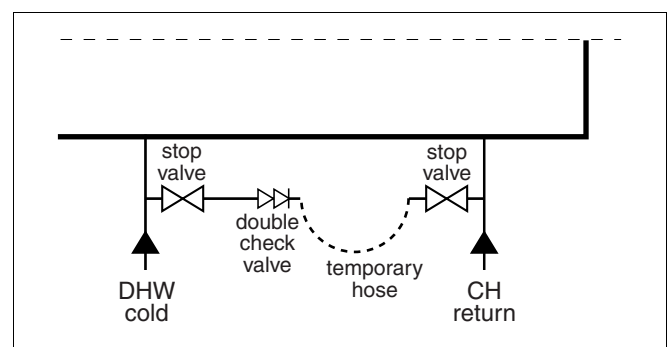 stop
valve
stop
valve
double
check
valve
temporary
hose
DHW
cold
CH
return